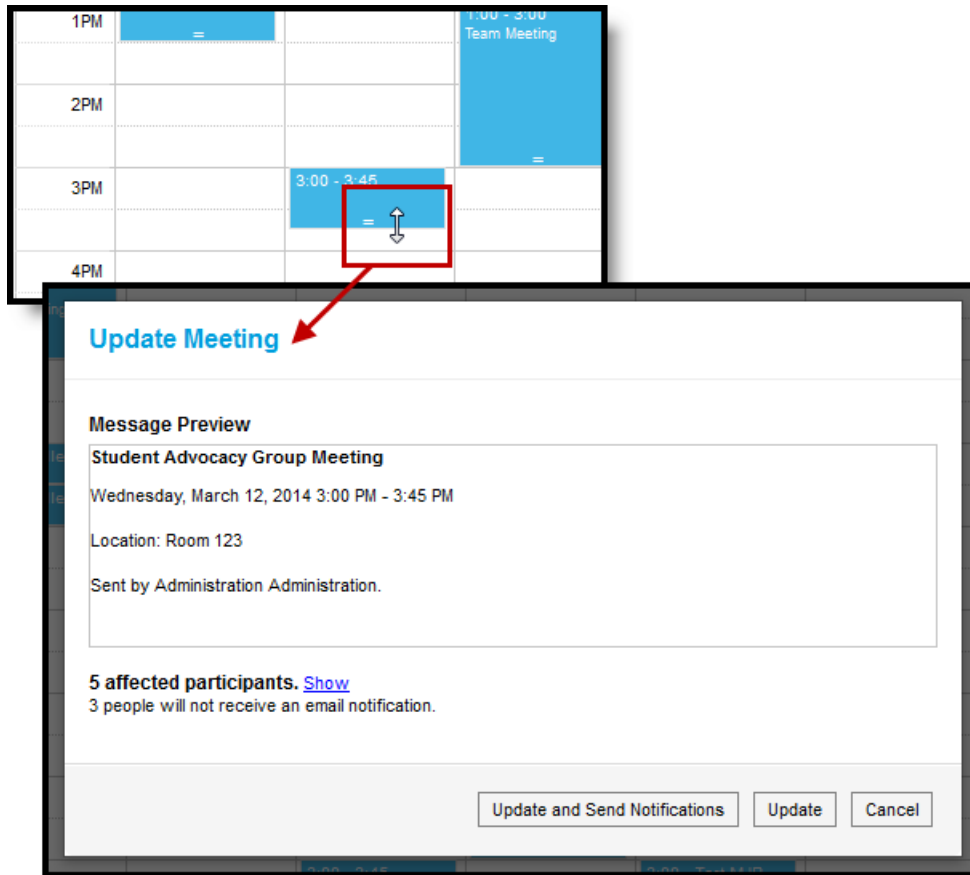 1PM
1:00 - 3:00
Team Meeting
2PM
3PM
3:00 - 3:45
4PM
Update Meeting
Message Preview
Student Advocacy Group Meeting
Wednesday, March 12, 2014 3:00 PM - 3:45 PM
Location: Room 123
Sent by Administration Administration.
5 affected participants. Show
3 people will not receive an email notification.
Update and Send Notifications Update Cancel